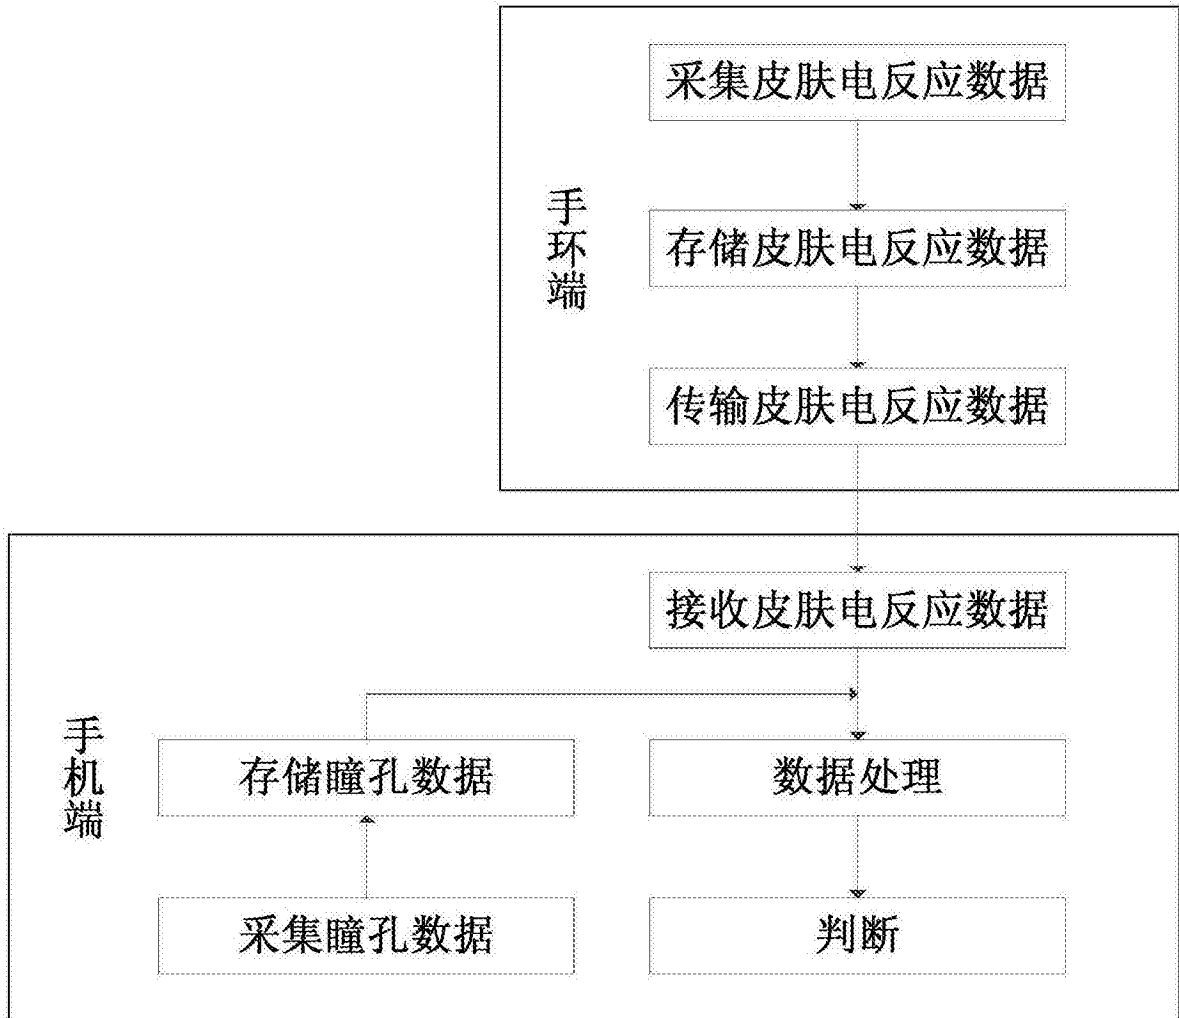 采集皮肤电反应数据
手环端
存储皮肤电反应数据
传输皮肤电反应数据
接收皮肤电反应数据
手机端
存储瞳孔数据
数据处理
采集瞳孔数据
判断